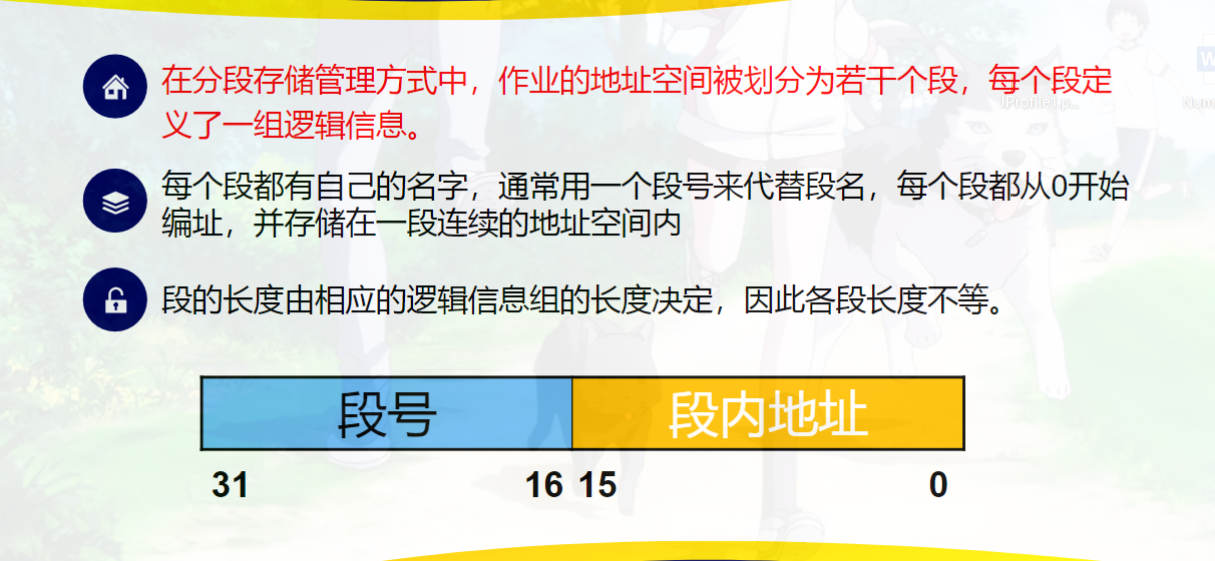 在分段存储管理方式中，作业的地址空间被划分为若干个段，每个段定
义了一组逻辑信息。
每个段都有自己的名字，通常用一个段号来代替段名，每个段都从0开始
编址，并存储在一段连续的地址空间内
段的长度由相应的逻辑信息组的长度决定，因此各段长度不等。
段号 段内地址
31 16 15 0